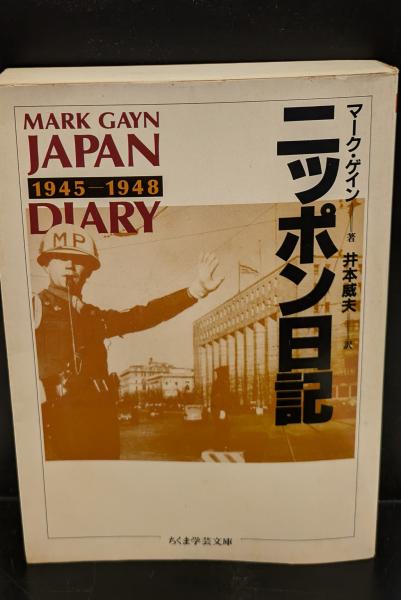 MARK GAYN
JAPAN
1945—1948
DIARY
MP
ニッポン日記
マーク・ゲイン 著
井本威夫 訳
ちくま学芸文庫